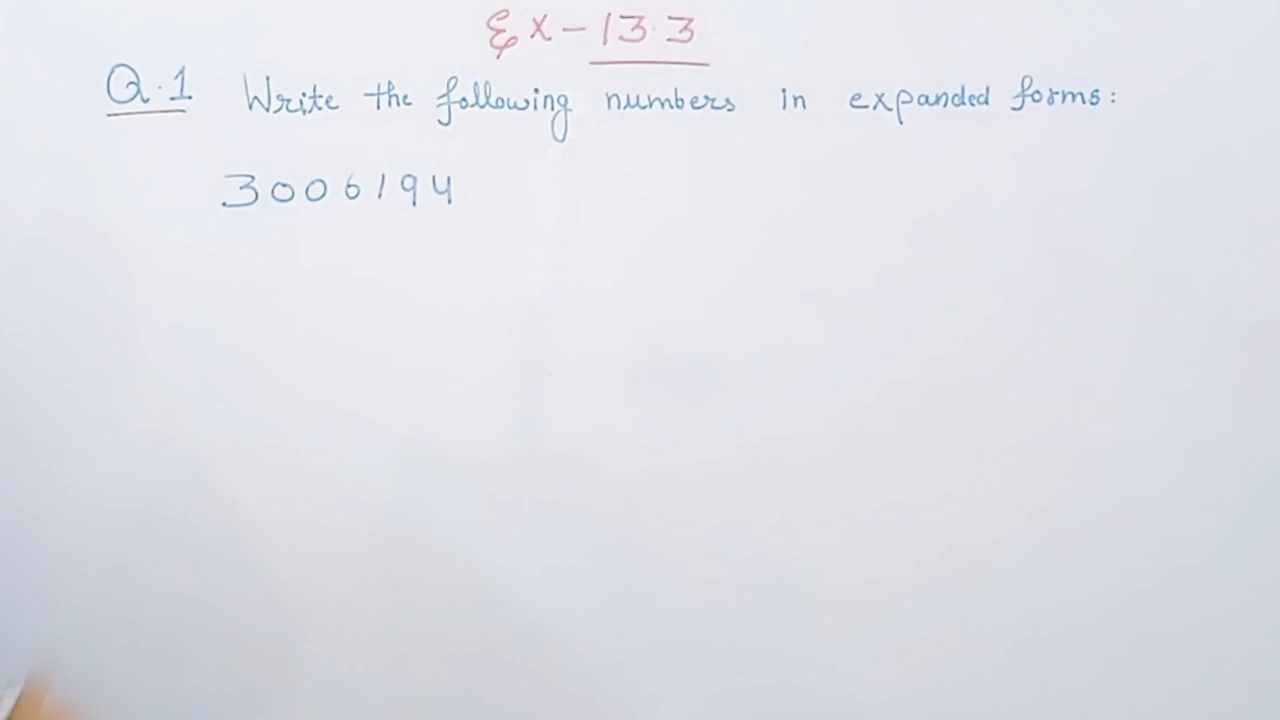 Ex - 13.3
Q.1 Write the following numbers in expanded forms:
3006194